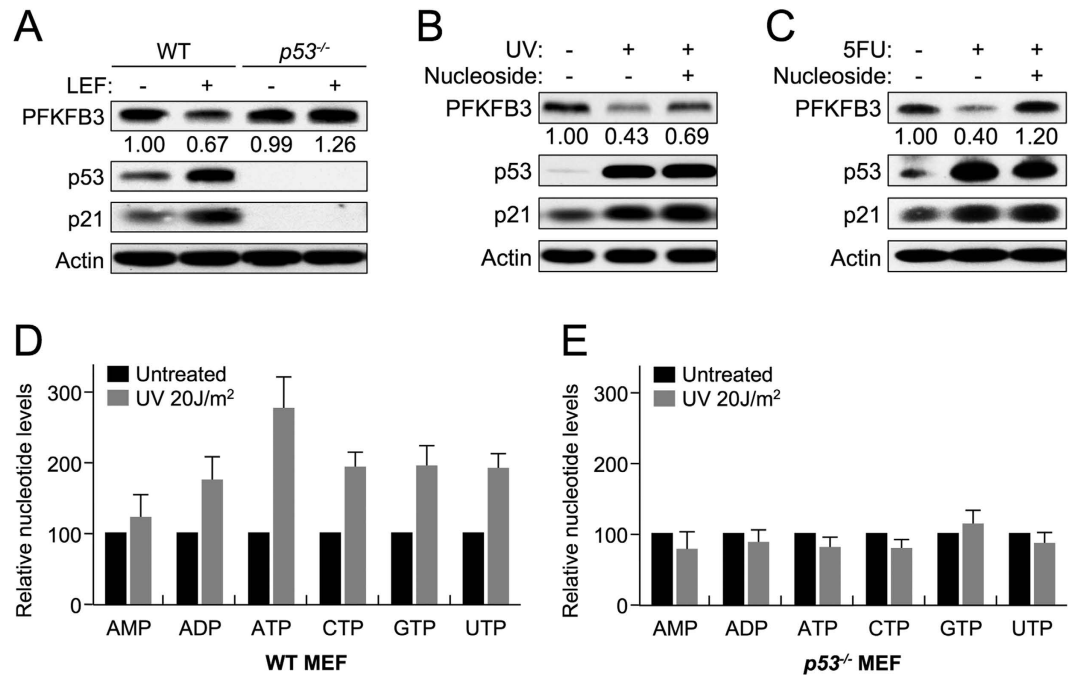 A
WT p53-/-
LEF: - + - +
PFKFB3
1.00 0.67 0.99 1.26
p53
p21
Actin
B
UV: - + +
Nucleoside: - - +
PFKFB3
1.00 0.43 0.69
p53
p21
Actin
C
5FU: - + +
Nucleoside: - - +
PFKFB3
1.00 0.40 1.20
p53
p21
Actin
D
Relative nucleotide levels
300
200
100
0
Untreated
UV 20J/m²
AMP ADP ATP CTP GTP UTP
WT MEF
E
Relative nucleotide levels
300
200
100
0
Untreated
UV 20J/m²
AMP ADP ATP CTP GTP UTP
p53-/- MEF